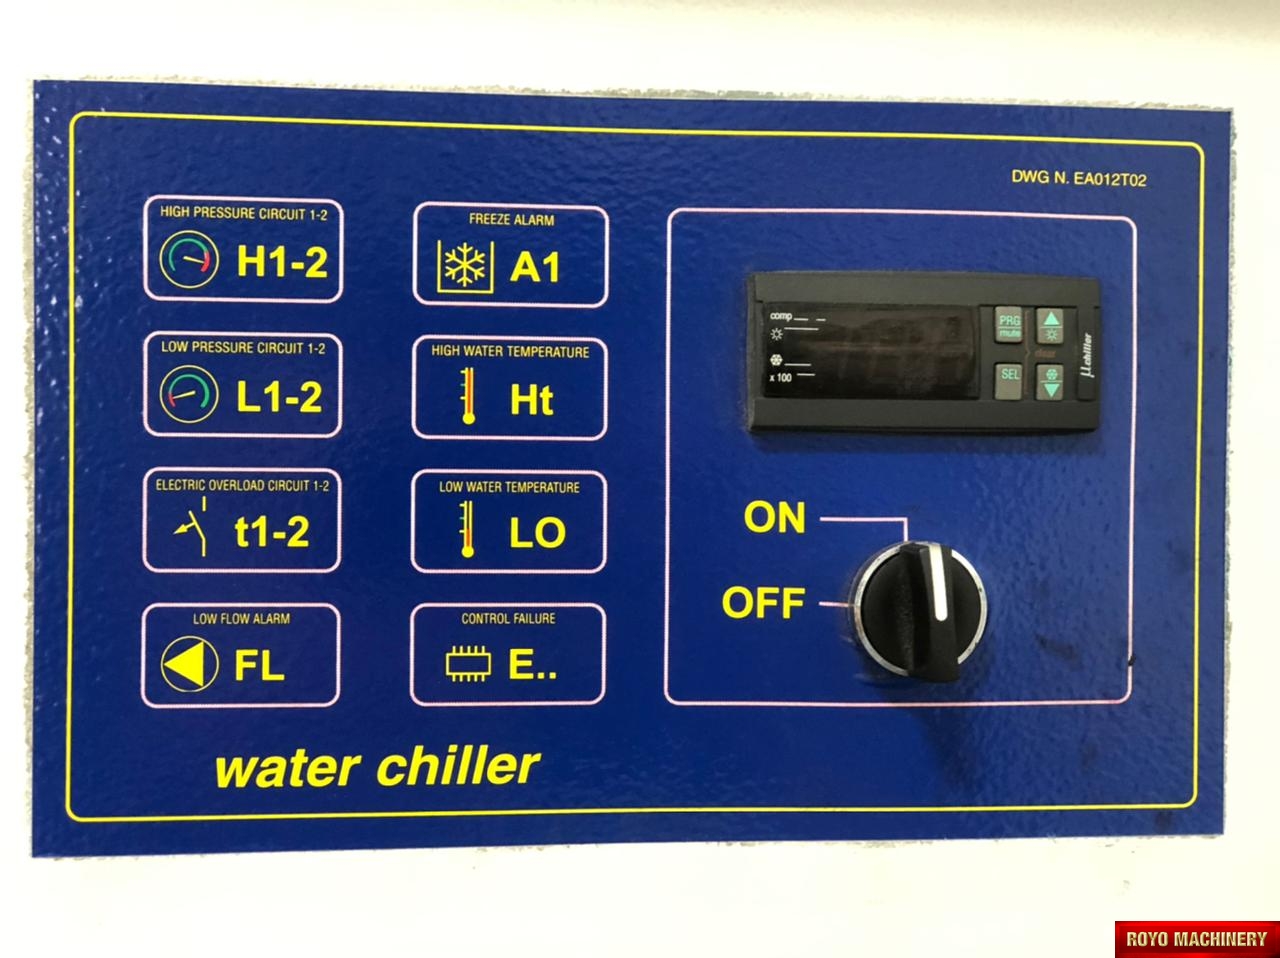 DWG N. EA012T02
HIGH PRESSURE CIRCUIT 1-2
H1-2
FREEZE ALARM
A1
LOW PRESSURE CIRCUIT 1-2
L1-2
HIGH WATER TEMPERATURE
Ht
ELECTRIC OVERLOAD CIRCUIT 1-2
t1-2
LOW WATER TEMPERATURE
LO
LOW FLOW ALARM
FL
CONTROL FAILURE
E..
water chiller
comp
x 100
PRG
mute
clear
SEL
µchiller
ON
OFF
ROYO MACHINERY